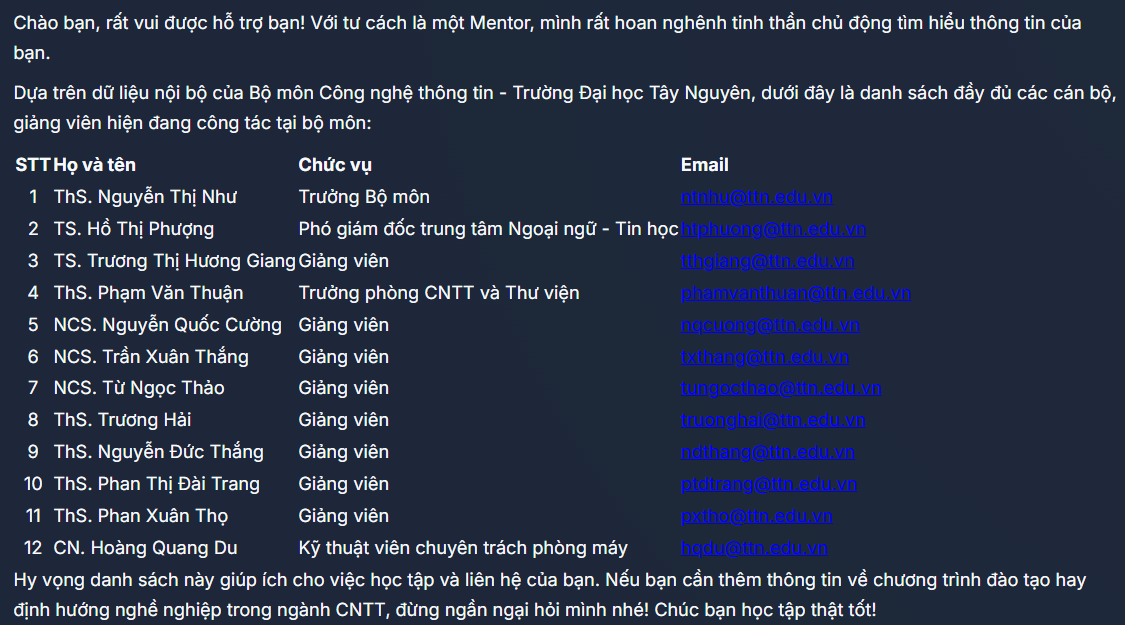 Chào bạn, rất vui được hỗ trợ bạn! Với tư cách là một Mentor, mình rất hoan nghênh tinh thần chủ động tìm hiểu thông tin của
bạn.
Dựa trên dữ liệu nội bộ của Bộ môn Công nghệ thông tin - Trường Đại học Tây Nguyên, dưới đây là danh sách đầy đủ các cán bộ,
giảng viên hiện đang công tác tại bộ môn:
STT Họ và tên Chức vụ Email
1 ThS. Nguyễn Thị Như Trưởng Bộ môn ntnhu@ttn.edu.vn
2 TS. Hồ Thị Phượng Phó giám đốc trung tâm Ngoại ngữ - Tin học htphuong@ttn.edu.vn
3 TS. Trương Thị Hương Giang Giảng viên tthgiang@ttn.edu.vn
4 ThS. Phạm Văn Thuận Trưởng phòng CNTT và Thư viện phamvanthuan@ttn.edu.vn
5 NCS. Nguyễn Quốc Cường Giảng viên nqcuong@ttn.edu.vn
6 NCS. Trần Xuân Thắng Giảng viên txthang@ttn.edu.vn
7 NCS. Từ Ngọc Thảo Giảng viên tungocthao@ttn.edu.vn
8 ThS. Trương Hải Giảng viên truonghai@ttn.edu.vn
9 ThS. Nguyễn Đức Thắng Giảng viên ndthang@ttn.edu.vn
10 ThS. Phan Thị Đài Trang Giảng viên ptdtrang@ttn.edu.vn
11 ThS. Phan Xuân Thọ Giảng viên pxtho@ttn.edu.vn
12 CN. Hoàng Quang Du Kỹ thuật viên chuyên trách phòng máy hqdu@ttn.edu.vn
Hy vọng danh sách này giúp ích cho việc học tập và liên hệ của bạn. Nếu bạn cần thêm thông tin về chương trình đào tạo hay
định hướng nghề nghiệp trong ngành CNTT, đừng ngần ngại hỏi mình nhé! Chúc bạn học tập thật tốt!